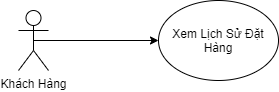 Xem Lịch Sử Đặt
Hàng
Khách Hàng